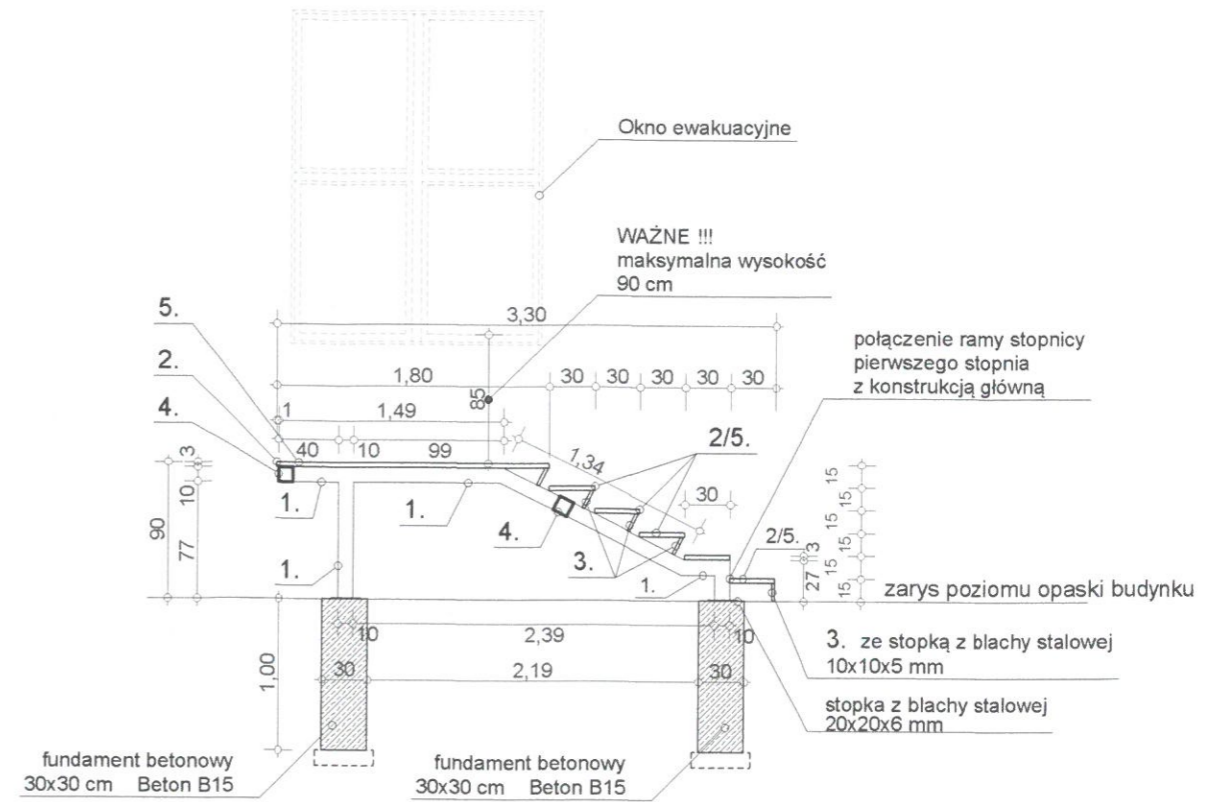 Okno ewakuacyjne
WAŻNE !!!
maksymalna wysokość
90 cm
5.
3,30
połączenie ramy stopnicy
pierwszego stopnia
z konstrukcją główną
2.
1,80
30
30
30
30
30
85
4.
1
1,49
2/5.
40
10
99
1,34
3
10
90
77
30
15
15
15
15
15
15
1.
1.
4.
2/5.
3
27
1.
3.
1.
zarys poziomu opaski budynku
10
2,39
10
3. ze stopką z blachy stalowej
10x10x5 mm
1,00
30
2,19
30
stopka z blachy stalowej
20x20x6 mm
fundament betonowy
30x30 cm Beton B15
fundament betonowy
30x30 cm Beton B15